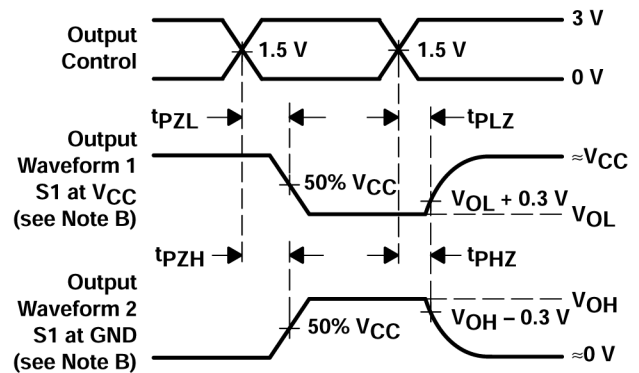 Output
Control
3 V
1.5 V
1.5 V
0 V
tPZL
tPLZ
Output
Waveform 1
S1 at VCC
(see Note B)
≈VCC
50% VCC
VOL + 0.3 V
VOL
tPZH
tPHZ
Output
Waveform 2
S1 at GND
(see Note B)
VOH
50% VCC
VOH – 0.3 V
≈0 V